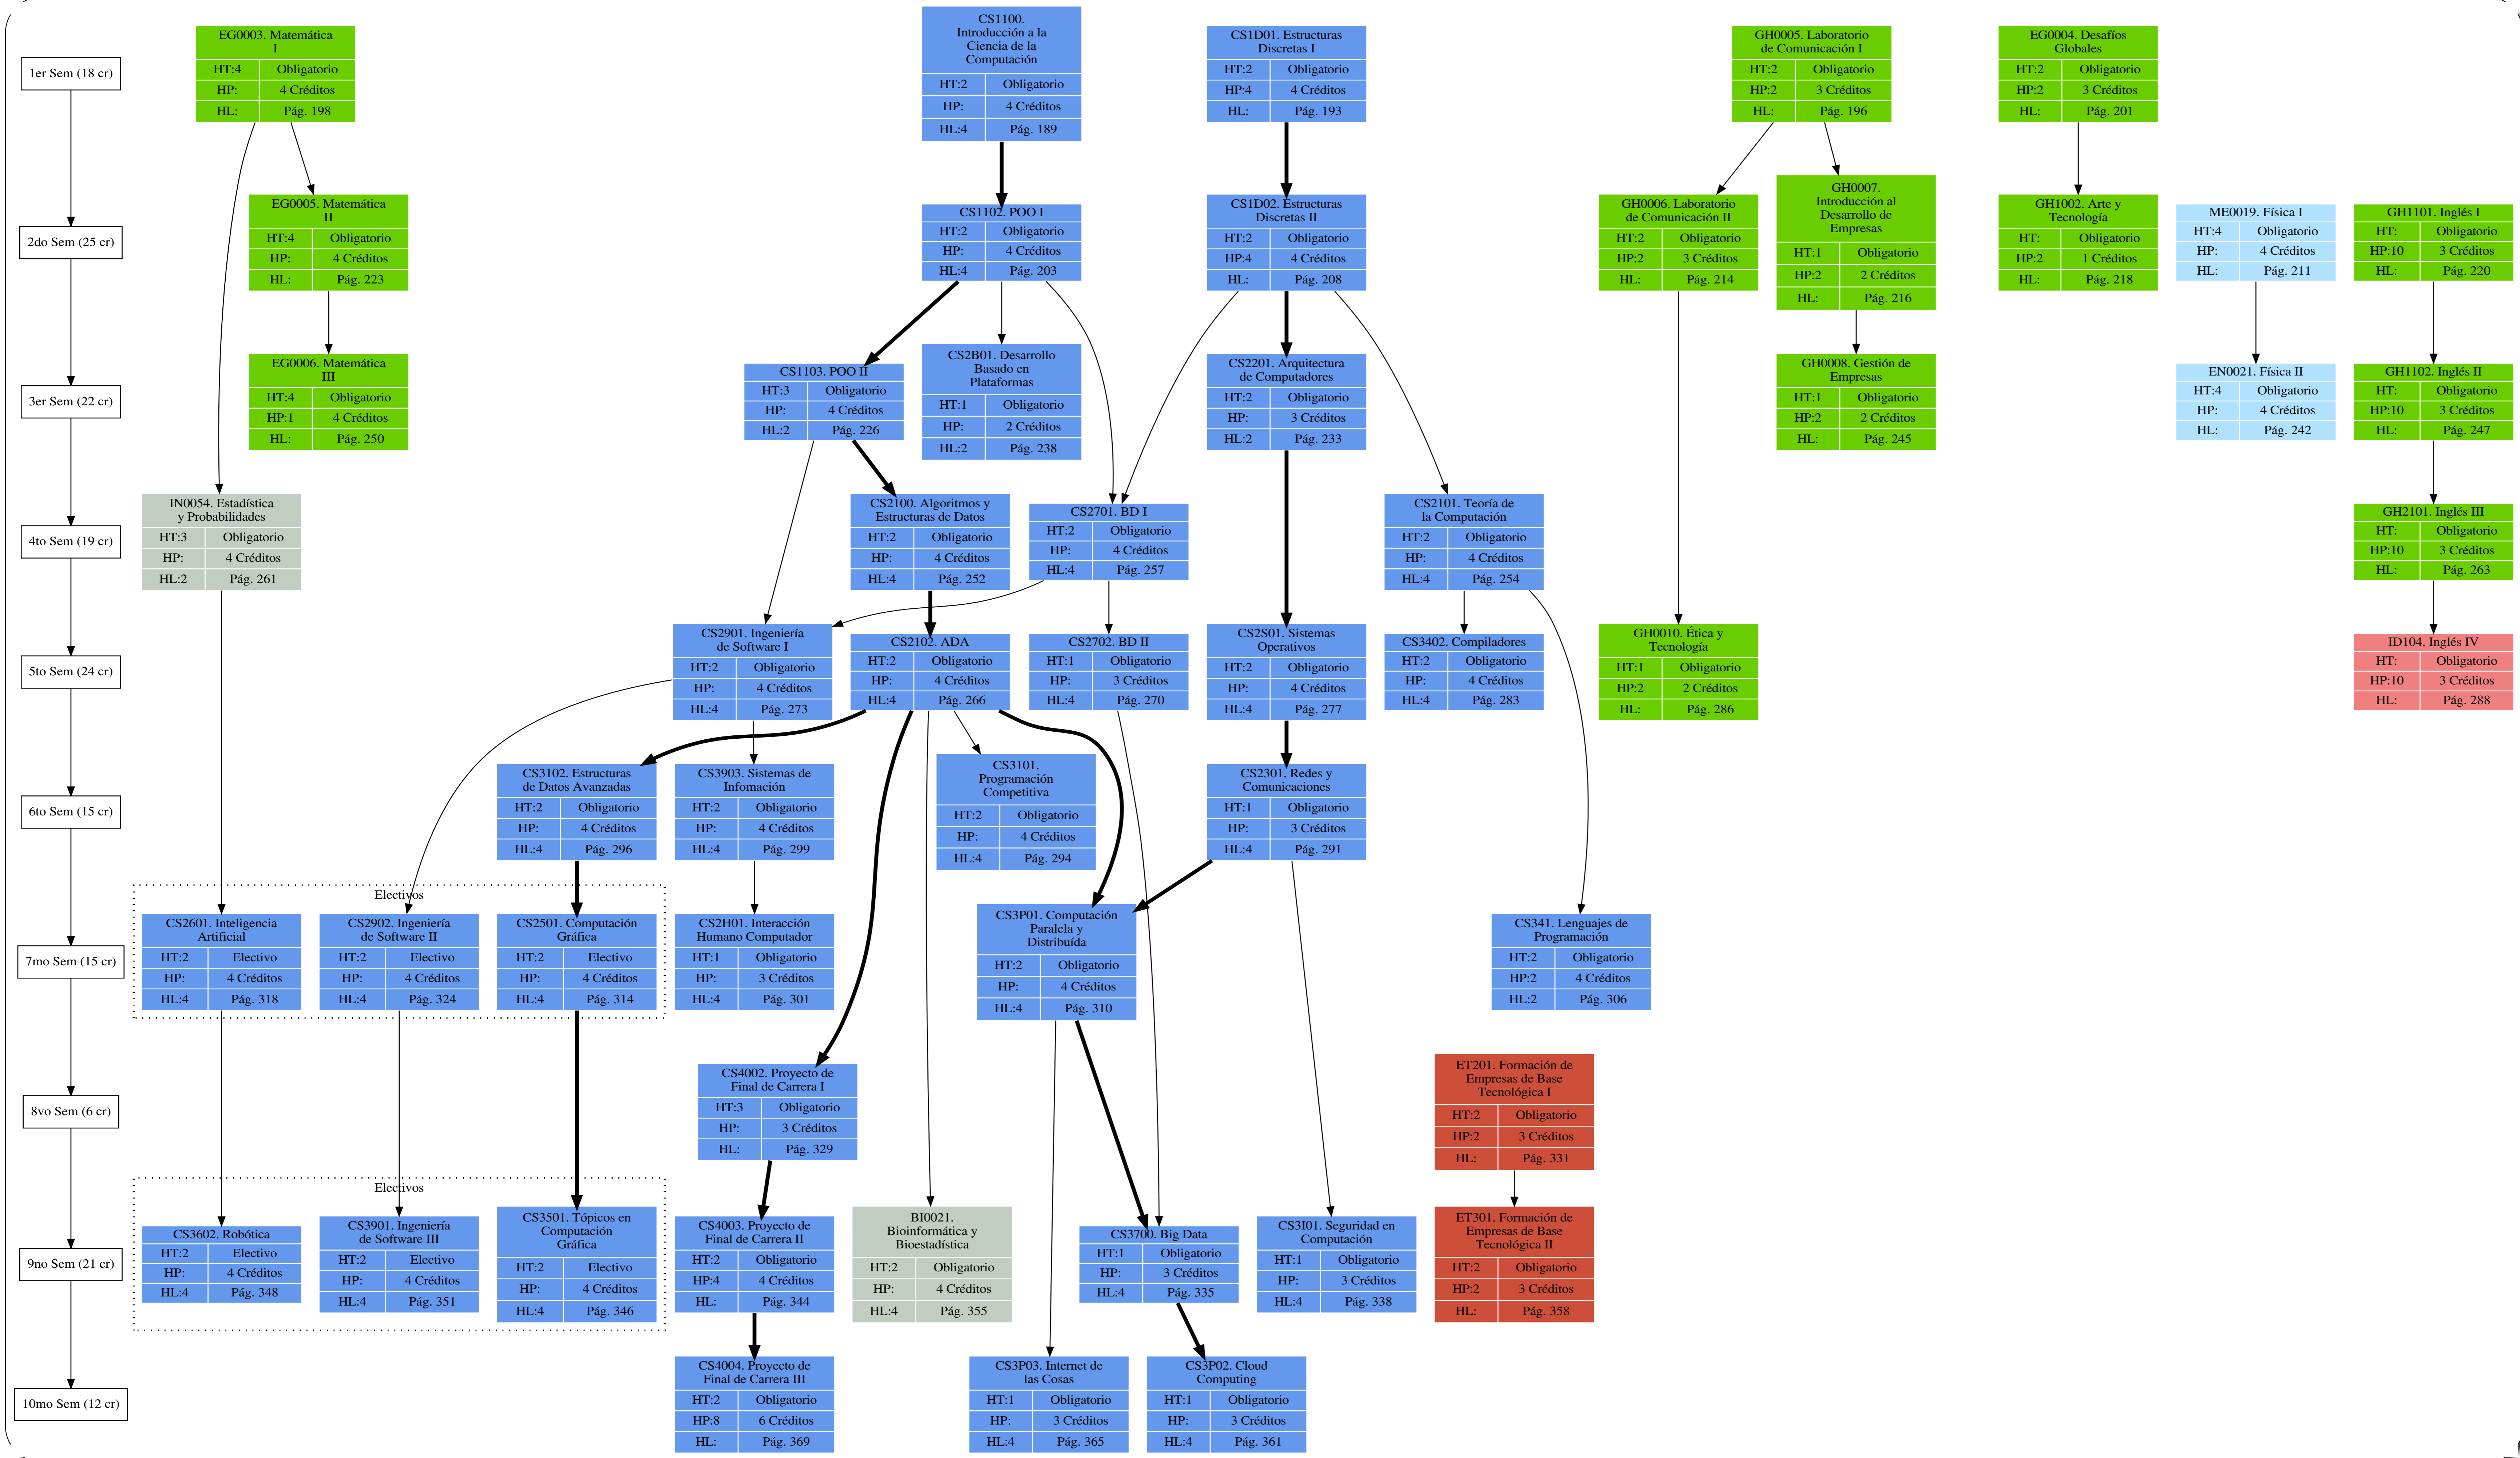 1er Sem (18 cr)
EG0003. Matemática
I
HT:4 Obligatorio
HP: 4 Créditos
HL: Pág. 198
CS1100.
Introducción a la
Ciencia de la
Computación
HT:2 Obligatorio
HP: 4 Créditos
HL:4 Pág. 189
CS1D01. Estructuras
Discretas I
HT:2 Obligatorio
HP:4 4 Créditos
HL: Pág. 193
GH0005. Laboratorio
de Comunicación I
HT:2 Obligatorio
HP:2 3 Créditos
HL: Pág. 196
EG0004. Desafíos
Globales
HT:2 Obligatorio
HP:2 3 Créditos
HL: Pág. 201
2do Sem (25 cr)
EG0005. Matemática
II
HT:4 Obligatorio
HP: 4 Créditos
HL: Pág. 223
CS1102. POO I
HT:2 Obligatorio
HP: 4 Créditos
HL:4 Pág. 203
CS1D02. Estructuras
Discretas II
HT:2 Obligatorio
HP:4 4 Créditos
HL: Pág. 208
GH0006. Laboratorio
de Comunicación II
HT:2 Obligatorio
HP:2 3 Créditos
HL: Pág. 214
GH0007.
Introducción al
Desarrollo de
Empresas
HT:1 Obligatorio
HP:2 2 Créditos
HL: Pág. 216
GH1002. Arte y
Tecnología
HT: Obligatorio
HP:2 1 Créditos
HL: Pág. 218
ME0019. Física I
HT:4 Obligatorio
HP: 4 Créditos
HL: Pág. 211
GH1101. Inglés I
HT: Obligatorio
HP:10 3 Créditos
HL: Pág. 220
3er Sem (22 cr)
EG0006. Matemática
III
HT:4 Obligatorio
HP:1 4 Créditos
HL: Pág. 250
CS1103. POO II
HT:3 Obligatorio
HP: 4 Créditos
HL:2 Pág. 226
CS2B01. Desarrollo
Basado en
Plataformas
HT:1 Obligatorio
HP: 2 Créditos
HL:2 Pág. 238
CS2201. Arquitectura
de Computadores
HT:2 Obligatorio
HP: 3 Créditos
HL:2 Pág. 233
GH0008. Gestión de
Empresas
HT:1 Obligatorio
HP:2 2 Créditos
HL: Pág. 245
EN0021. Física II
HT:4 Obligatorio
HP: 4 Créditos
HL: Pág. 242
GH1102. Inglés II
HT: Obligatorio
HP:10 3 Créditos
HL: Pág. 247
4to Sem (19 cr)
IN0054. Estadística
y Probabilidades
HT:3 Obligatorio
HP: 4 Créditos
HL:2 Pág. 261
CS2100. Algoritmos y
Estructuras de Datos
HT:2 Obligatorio
HP: 4 Créditos
HL:4 Pág. 252
CS2701. BD I
HT:2 Obligatorio
HP: 4 Créditos
HL:4 Pág. 257
CS2101. Teoría de
la Computación
HT:2 Obligatorio
HP: 4 Créditos
HL:4 Pág. 254
GH2101. Inglés III
HT: Obligatorio
HP:10 3 Créditos
HL: Pág. 263
5to Sem (24 cr)
CS2901. Ingeniería
de Software I
HT:2 Obligatorio
HP: 4 Créditos
HL:4 Pág. 273
CS2102. ADA
HT:2 Obligatorio
HP: 4 Créditos
HL:4 Pág. 266
CS2702. BD II
HT:1 Obligatorio
HP: 3 Créditos
HL:4 Pág. 270
CS2S01. Sistemas
Operativos
HT:2 Obligatorio
HP: 4 Créditos
HL:4 Pág. 277
CS3402. Compiladores
HT:2 Obligatorio
HP: 4 Créditos
HL:4 Pág. 283
GH0010. Ética y
Tecnología
HT:1 Obligatorio
HP:2 2 Créditos
HL: Pág. 286
ID104. Inglés IV
HT: Obligatorio
HP:10 3 Créditos
HL: Pág. 288
6to Sem (15 cr)
CS3102. Estructuras
de Datos Avanzadas
HT:2 Obligatorio
HP: 4 Créditos
HL:4 Pág. 296
CS3903. Sistemas de
Infomación
HT:2 Obligatorio
HP: 4 Créditos
HL:4 Pág. 299
CS3101.
Programación
Competitiva
HT:2 Obligatorio
HP: 4 Créditos
HL:4 Pág. 294
CS2301. Redes y
Comunicaciones
HT:1 Obligatorio
HP: 3 Créditos
HL:4 Pág. 291
7mo Sem (15 cr)
Electivos
CS2601. Inteligencia
Artificial
HT:2 Electivo
HP: 4 Créditos
HL:4 Pág. 318
CS2902. Ingeniería
de Software II
HT:2 Electivo
HP: 4 Créditos
HL:4 Pág. 324
CS2501. Computación
Gráfica
HT:2 Electivo
HP: 4 Créditos
HL:4 Pág. 314
CS2H01. Interacción
Humano Computador
HT:1 Obligatorio
HP: 3 Créditos
HL:4 Pág. 301
CS3P01. Computación
Paralela y
Distribuída
HT:2 Obligatorio
HP: 4 Créditos
HL:4 Pág. 310
CS341. Lenguajes de
Programación
HT:2 Obligatorio
HP:2 4 Créditos
HL:2 Pág. 306
8vo Sem (6 cr)
CS4002. Proyecto de
Final de Carrera I
HT:3 Obligatorio
HP: 3 Créditos
HL: Pág. 329
ET201. Formación de
Empresas de Base
Tecnológica I
HT:2 Obligatorio
HP:2 3 Créditos
HL: Pág. 331
9no Sem (21 cr)
Electivos
CS3602. Robótica
HT:2 Electivo
HP: 4 Créditos
HL:4 Pág. 348
CS3901. Ingeniería
de Software III
HT:2 Electivo
HP: 4 Créditos
HL:4 Pág. 351
CS3501. Tópicos en
Computación
Gráfica
HT:2 Electivo
HP: 4 Créditos
HL:4 Pág. 346
CS4003. Proyecto de
Final de Carrera II
HT:2 Obligatorio
HP:4 4 Créditos
HL: Pág. 344
BI0021.
Bioinformática y
Bioestadística
HT:2 Obligatorio
HP: 4 Créditos
HL:4 Pág. 355
CS3700. Big Data
HT:1 Obligatorio
HP: 3 Créditos
HL:4 Pág. 335
CS3I01. Seguridad en
Computación
HT:1 Obligatorio
HP: 3 Créditos
HL:4 Pág. 338
ET301. Formación de
Empresas de Base
Tecnológica II
HT:2 Obligatorio
HP:2 3 Créditos
HL: Pág. 358
10mo Sem (12 cr)
CS4004. Proyecto de
Final de Carrera III
HT:2 Obligatorio
HP:8 6 Créditos
HL: Pág. 369
CS3P03. Internet de
las Cosas
HT:1 Obligatorio
HP: 3 Créditos
HL:4 Pág. 365
CS3P02. Cloud
Computing
HT:1 Obligatorio
HP: 3 Créditos
HL:4 Pág. 361